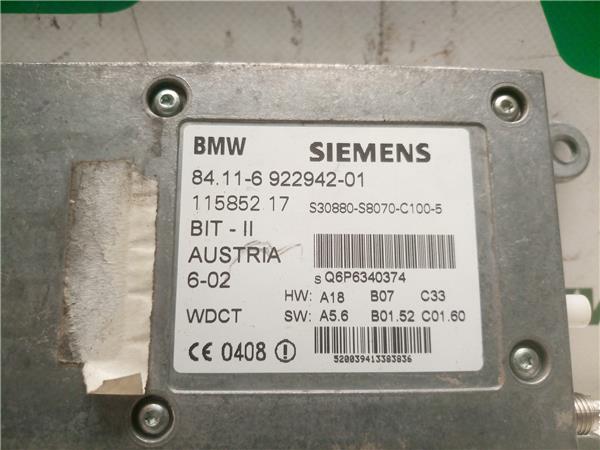 BMW SIEMENS
84.11-6 922942-01
115852 17 S30880-S8070-C100-5
BIT - II
AUSTRIA
S Q6P6340374
6-02
HW: A18 B07 C33
WDCT SW: A5.6 B01.52 C01.60
CE 0408
520039413383836